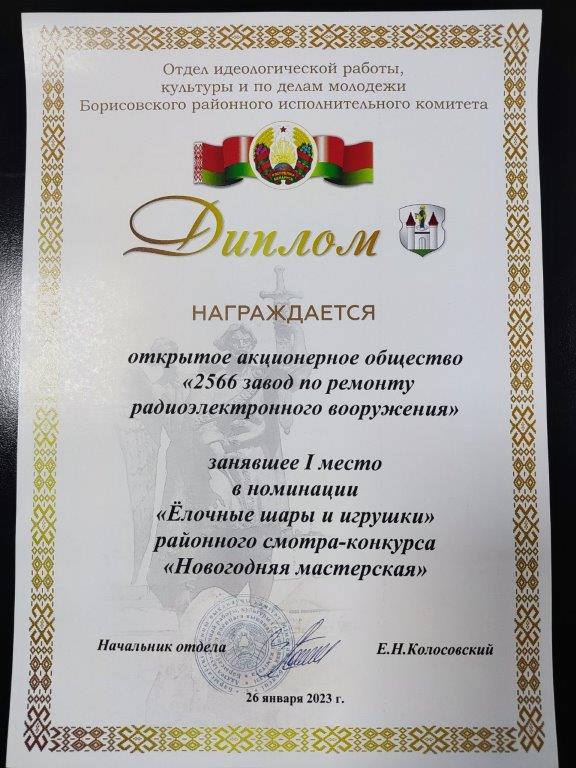 Отдел идеологической работы,
культуры и по делам молодежи
Борисовского районного исполнительного комитета
Диплом
НАГРАЖДАЕТСЯ
открытое акционерное общество
«2566 завод по ремонту
радиоэлектронного вооружения»
занявшее I место
в номинации
«Ёлочные шары и игрушки»
районного смотра-конкурса
«Новогодняя мастерская»
Начальник отдела
Е.Н.Колосовский
26 января 2023 г.